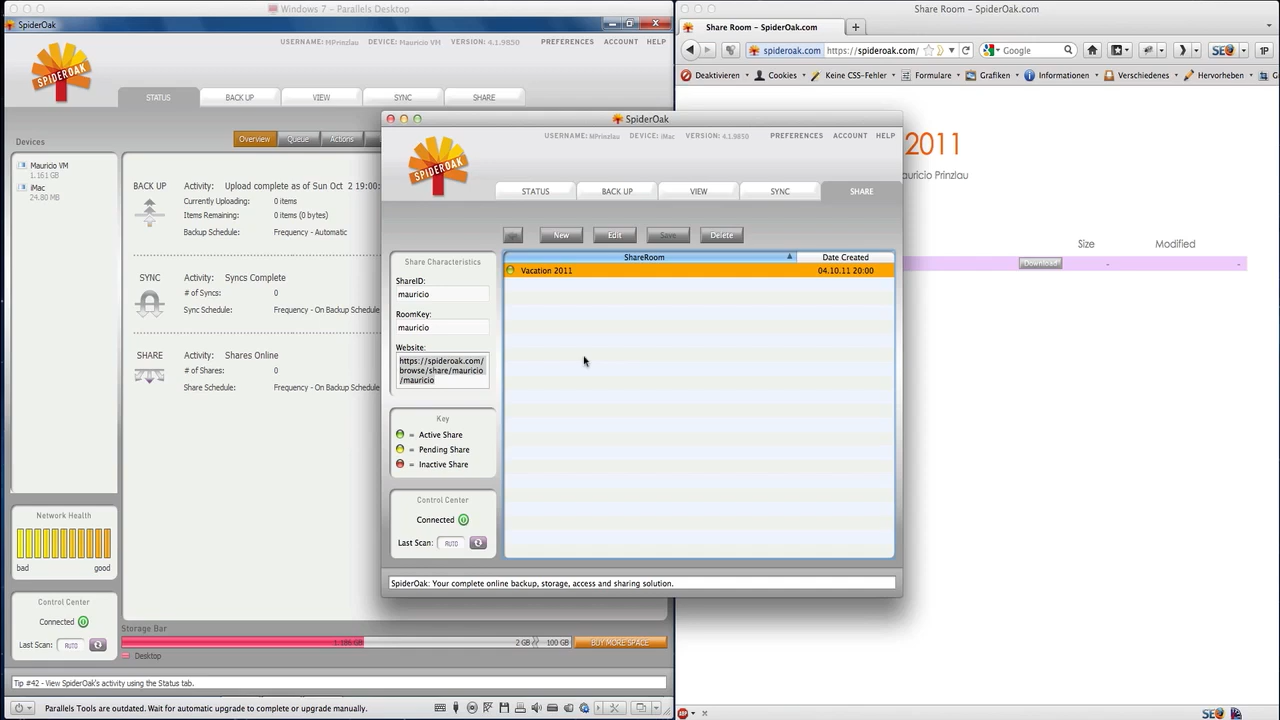 Windows 7 - Parallels Desktop
SpiderOak
USERNAME: MPrinzlau DEVICE: Mauricio VM VERSION: 4.1.9850 PREFERENCES ACCOUNT HELP
SPIDEROAK
STATUS BACK UP VIEW SYNC SHARE
Devices
Overview Queue Actions
Mauricio VM
1.161 GB
iMac
24.80 MB
BACK UP Activity: Upload complete as of Sun Oct 2 19:00:
Currently Uploading: 0 items
Items Remaining: 0 items (0 bytes)
Backup Schedule: Frequency - Automatic
SYNC Activity: Syncs Complete
# of Syncs: 0
Sync Schedule: Frequency - On Backup Schedule
SHARE Activity: Shares Online
# of Shares: 0
Share Schedule: Frequency - On Backup Schedule
Network Health
bad good
Control Center
Connected
Last Scan: AUTO
Storage Bar
1.186 GB 2 GB 100 GB BUY MORE SPACE
Desktop
Tip #42 - View SpiderOak's activity using the Status tab.
Parallels Tools are outdated. Wait for automatic upgrade to complete or upgrade manually.
SpiderOak
USERNAME: MPrinzlau DEVICE: iMac VERSION: 4.1.9850 PREFERENCES ACCOUNT HELP
SPIDEROAK
STATUS BACK UP VIEW SYNC SHARE
New Edit Save Delete
Share Characteristics
ShareID:
mauricio
RoomKey:
mauricio
Website:
https://spideroak.com/
browse/share/mauricio
/mauricio
ShareRoom Date Created
Vacation 2011 04.10.11 20:00
Key
= Active Share
= Pending Share
= Inactive Share
Control Center
Connected
Last Scan: AUTO
SpiderOak: Your complete online backup, storage, access and sharing solution.
Share Room - SpiderOak.com
Share Room - SpiderOak.com
spideroak.com https://spideroak.com/ Google SEO 1P
Deaktivieren Cookies Keine CSS-Fehler Formulare Grafiken Informationen Verschiedenes Hervorheben
2011
auricio Prinzlau
Size Modified
Download - -
SEO